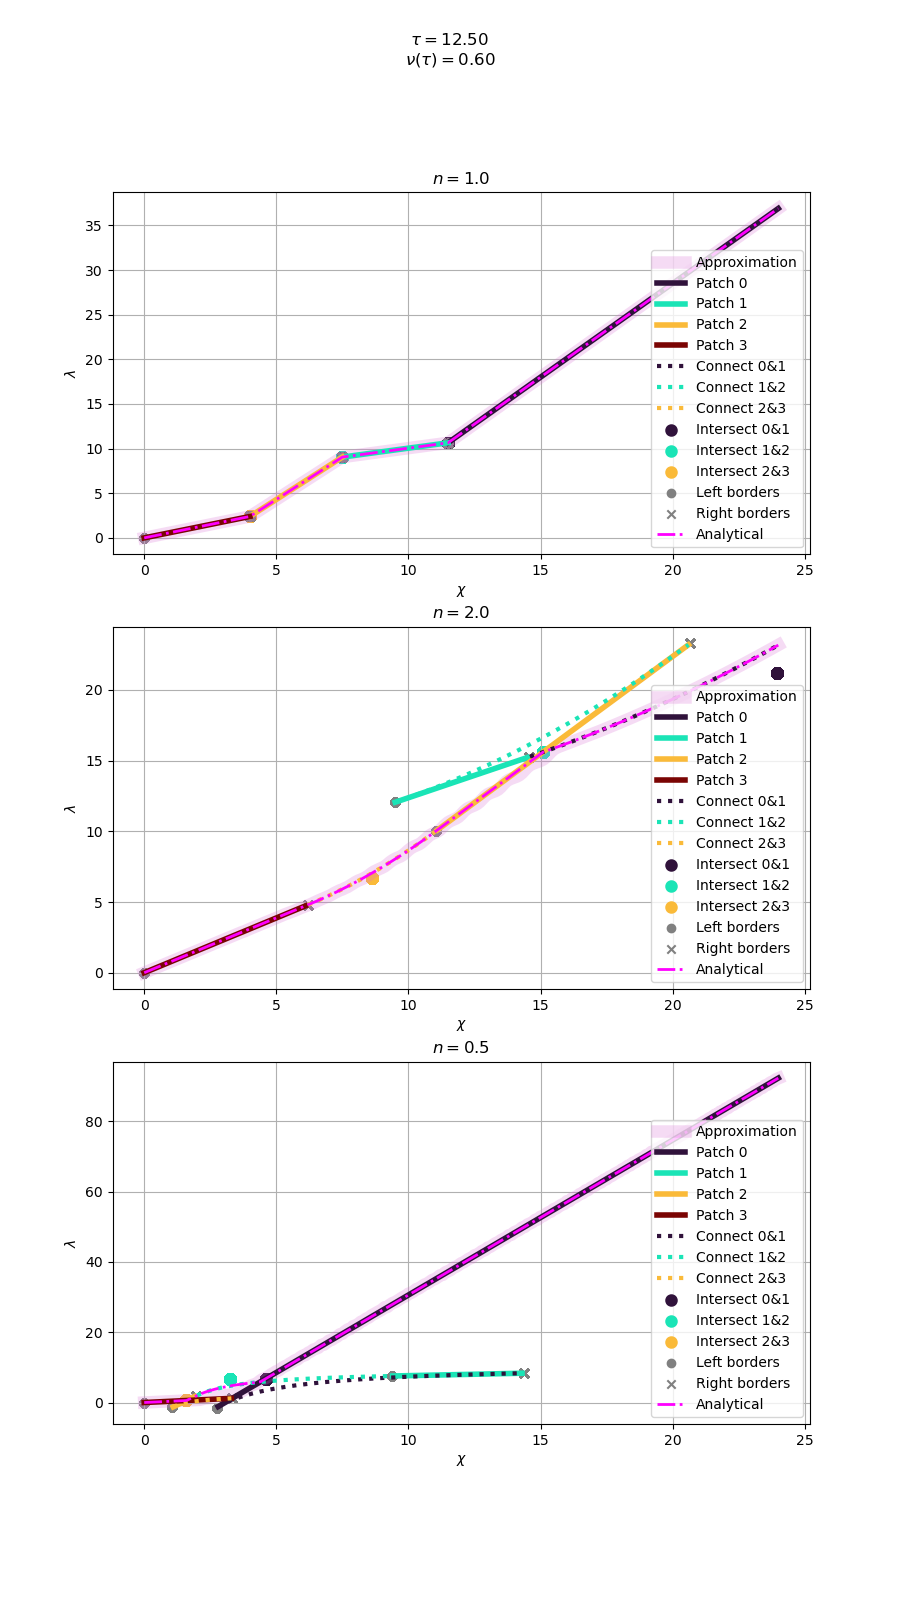 τ = 12.50
ν(τ) = 0.60
n = 1.0
35
30
25
20
15
10
5
0
λ
Approximation
Patch 0
Patch 1
Patch 2
Patch 3
Connect 0&1
Connect 1&2
Connect 2&3
Intersect 0&1
Intersect 1&2
Intersect 2&3
Left borders
Right borders
Analytical
0 5 10 15 20 25
χ
n = 2.0
20
15
10
5
0
λ
Approximation
Patch 0
Patch 1
Patch 2
Patch 3
Connect 0&1
Connect 1&2
Connect 2&3
Intersect 0&1
Intersect 1&2
Intersect 2&3
Left borders
Right borders
Analytical
0 5 10 15 20 25
χ
n = 0.5
80
60
40
20
0
λ
Approximation
Patch 0
Patch 1
Patch 2
Patch 3
Connect 0&1
Connect 1&2
Connect 2&3
Intersect 0&1
Intersect 1&2
Intersect 2&3
Left borders
Right borders
Analytical
0 5 10 15 20 25
χ